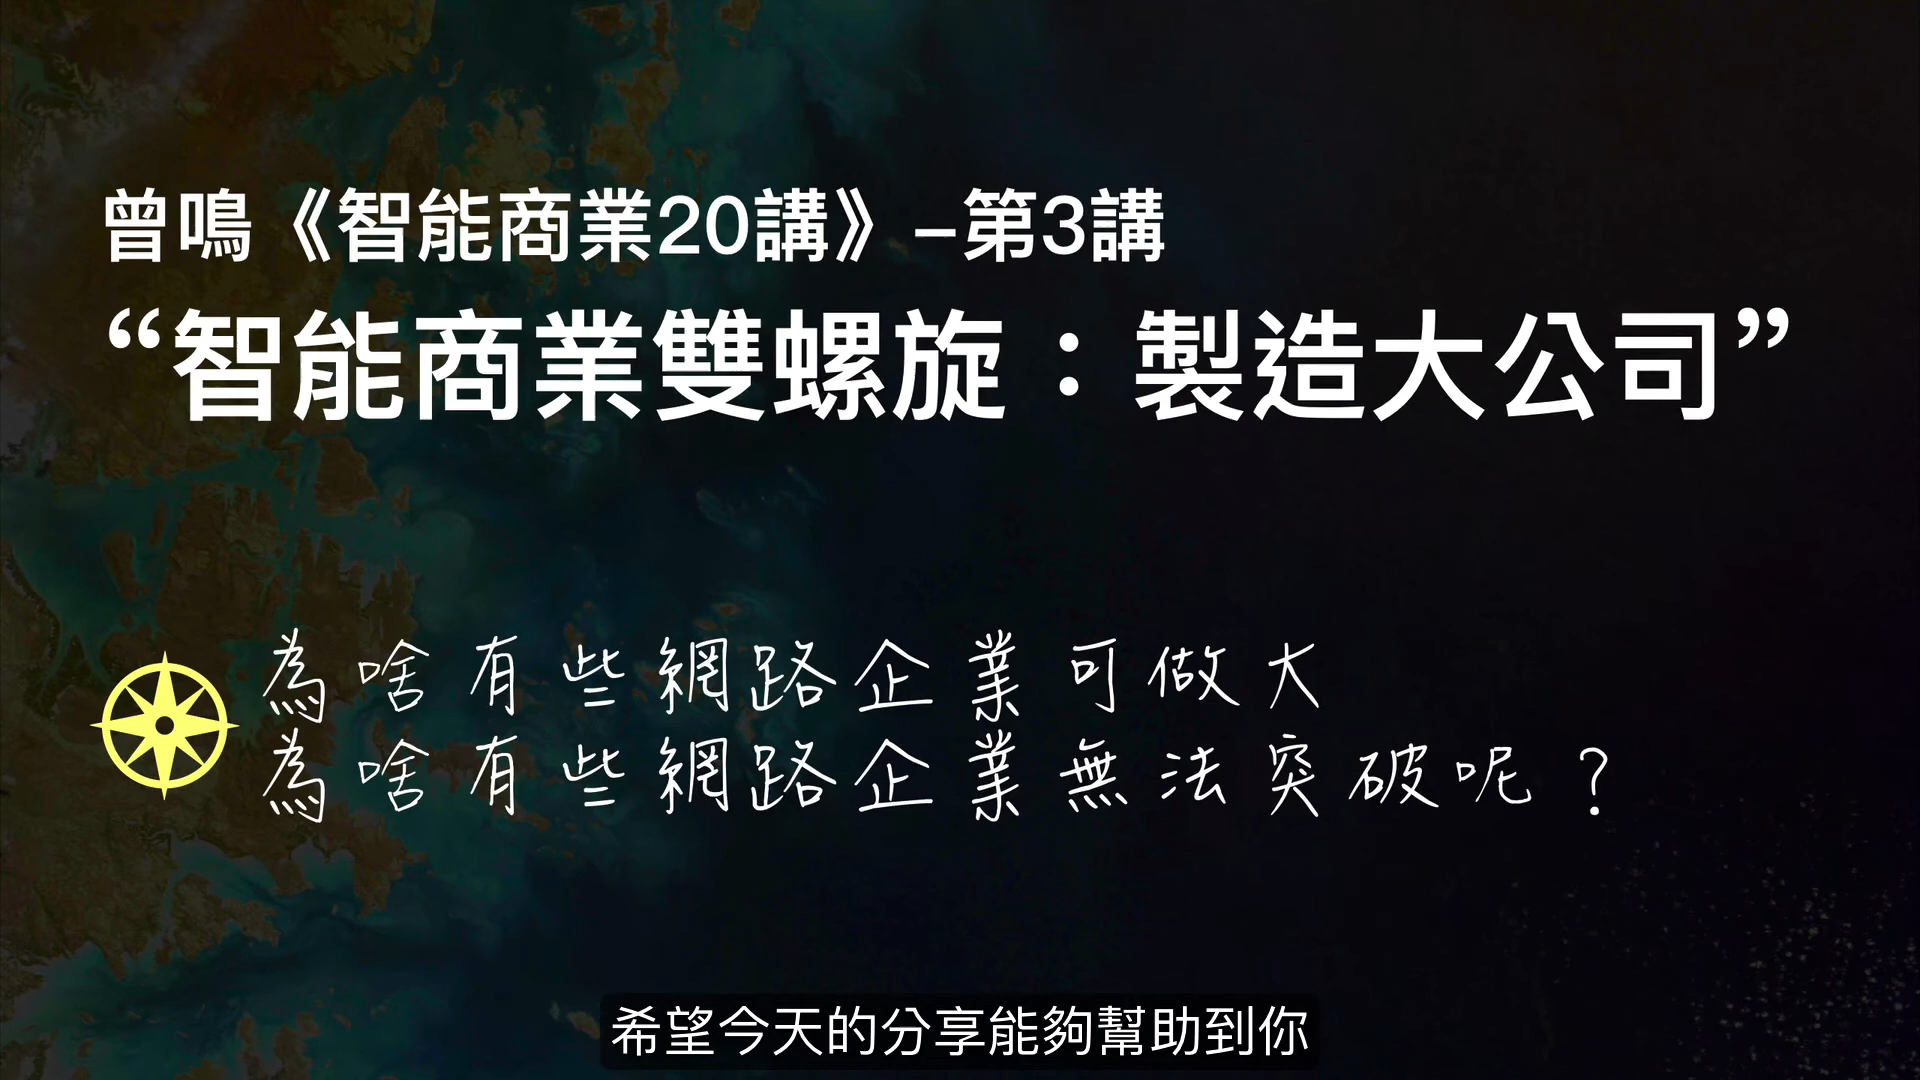 曾鳴《智能商業20講》–第3講
“智能商業雙螺旋：製造大公司”
為啥有些網路企業可做大
為啥有些網路企業無法突破呢？
希望今天的分享能夠幫助到你